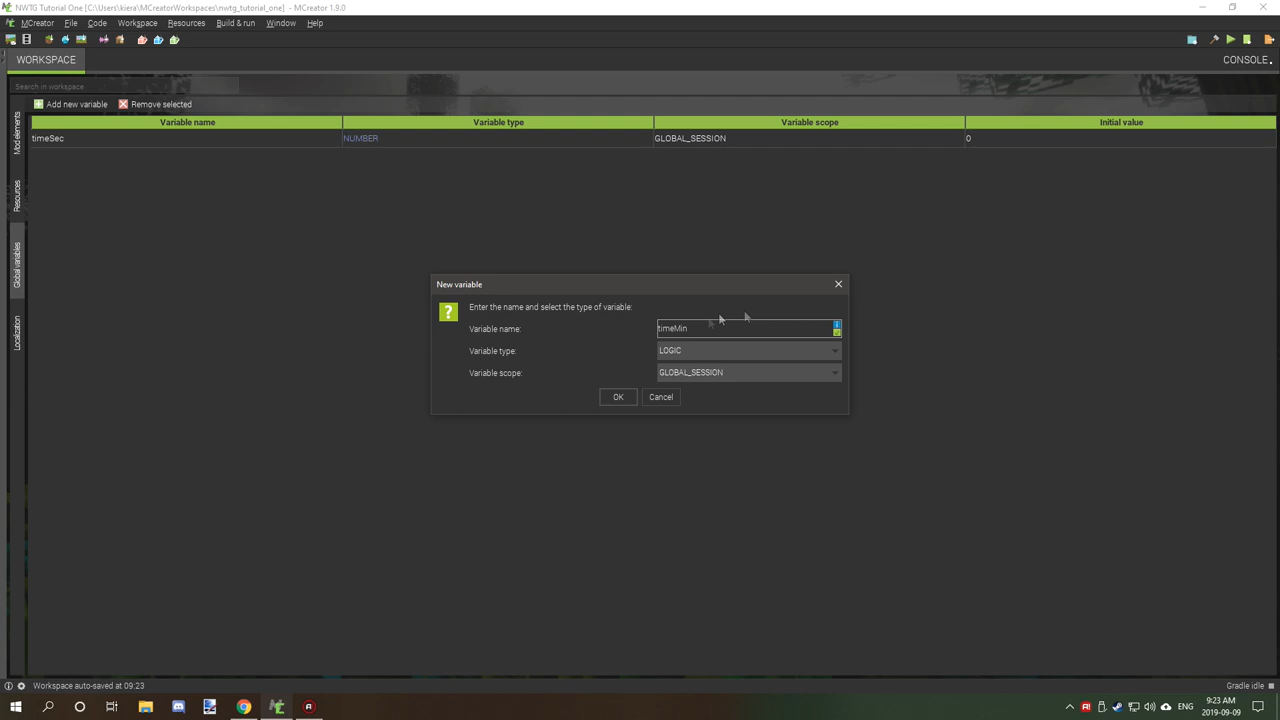 NWTG Tutorial One [C:\Users\kiera\MCreatorWorkspaces\nwtg_tutorial_one] - MCreator 1.9.0
MCreator File Code Workspace Resources Build & run Window Help
WORKSPACE
CONSOLE
Search in workspace
Add new variable Remove selected
Variable name Variable type Variable scope Initial value
timeSec NUMBER GLOBAL_SESSION 0
Mod elements
Resources
Global variables
Localization
New variable
Enter the name and select the type of variable:
Variable name: timeMin
Variable type: LOGIC
Variable scope: GLOBAL_SESSION
OK Cancel
Workspace auto-saved at 09:23
Gradle idle
ENG
9:23 AM
2019-09-09